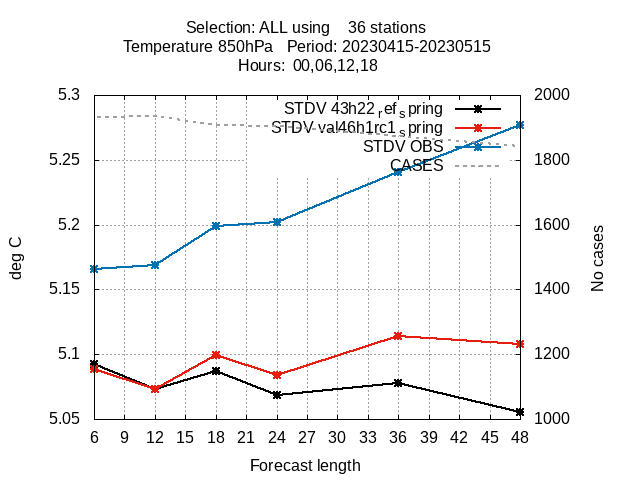 Selection: ALL using 36 stations
Temperature 850hPa Period: 20230415-20230515
Hours: 00,06,12,18
5.3 2000
STDV 43h22ref spring
STDV val46h1rc1spring
STDV OBS
CASES
5.25 1800
5.2 1600
deg C
No cases
5.15 1400
5.1 1200
5.05 1000
6 9 12 15 18 21 24 27 30 33 36 39 42 45 48
Forecast length